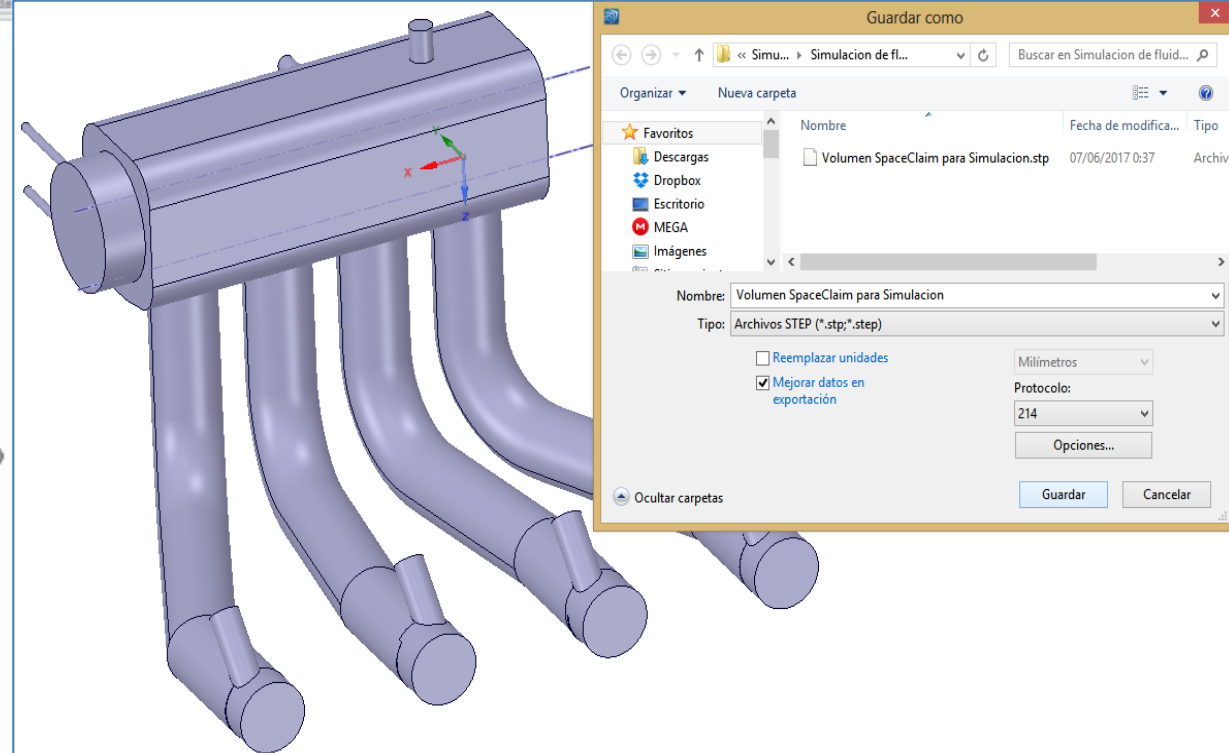 Guardar como
« Simu... › Simulacion de fl...
Buscar en Simulacion de fluid...
Organizar
Nueva carpeta
Favoritos
Descargas
Dropbox
Escritorio
MEGA
Imágenes
Nombre
Fecha de modifica...
Tipo
Volumen SpaceClaim para Simulacion.stp
07/06/2017 0:37
Archiv
Nombre: Volumen SpaceClaim para Simulacion
Tipo: Archivos STEP (*.stp;*.step)
Reemplazar unidades
Milímetros
Mejorar datos en
exportación
Protocolo:
214
Opciones...
Ocultar carpetas
Guardar
Cancelar
X
Y
Z